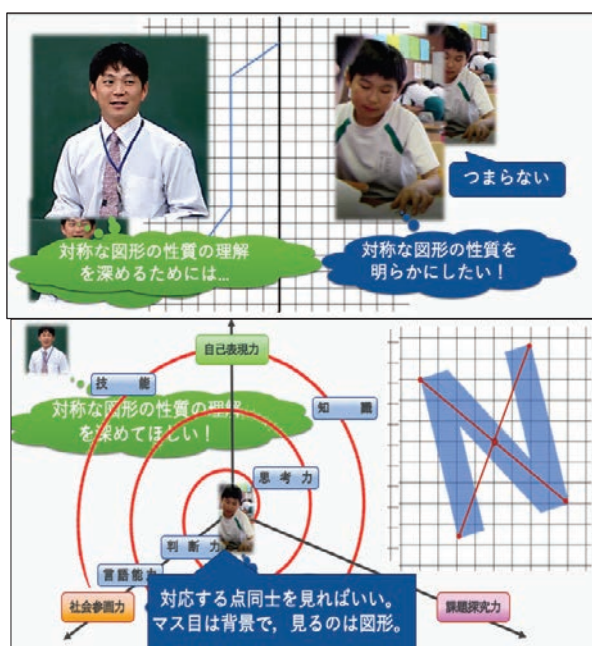 つまらない
対称な図形の性質の理解
を深めるためには…
対称な図形の性質を
明らかにしたい！
自己表現力
技能
知識
対称な図形の性質の理解
を深めてほしい！
思考力
判断力
言語能力
社会参画力
対応する点同士を見ればいい。
マス目は背景で，見るのは図形。
課題探究力